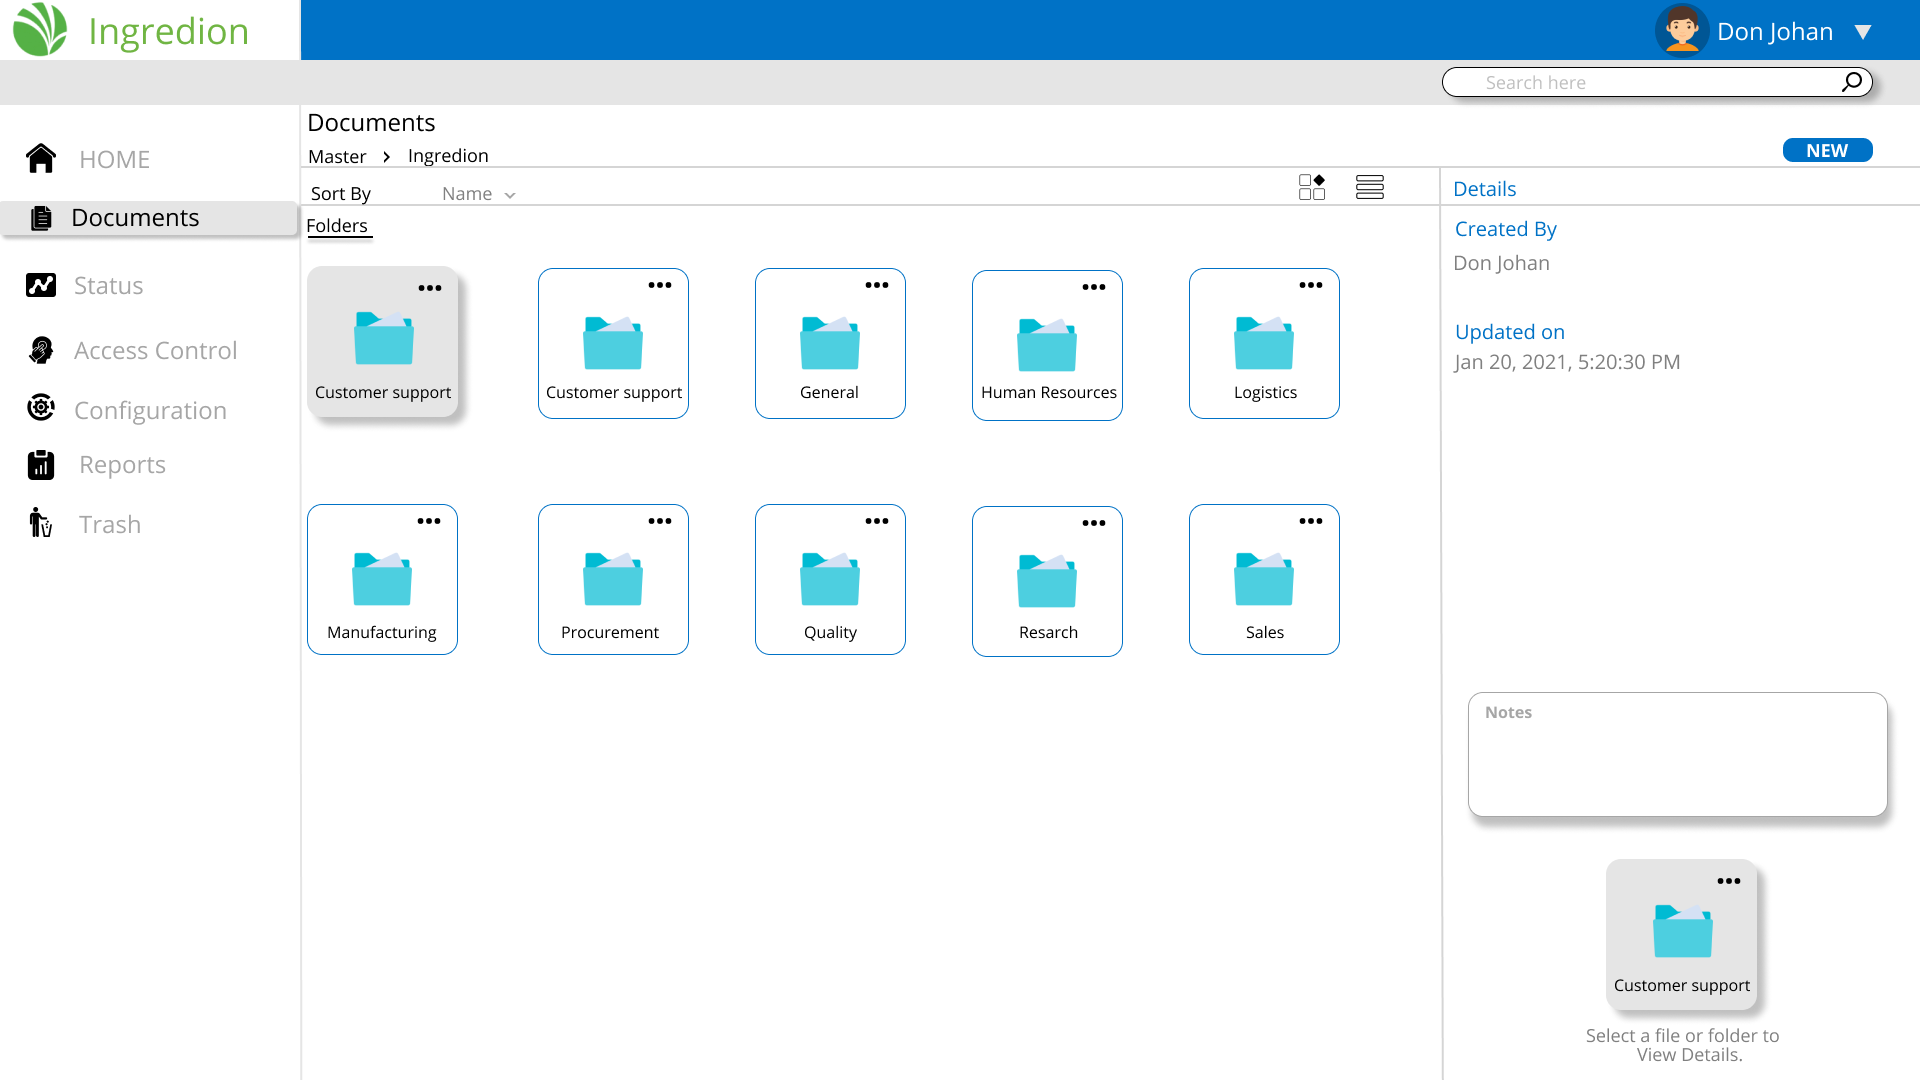 Ingredion
Don Johan
Search here
Documents
Master
Ingredion
NEW
HOME
Documents
Status
Access Control
Configuration
Reports
Trash
Sort By
Name
Folders
Customer support
Customer support
General
Human Resources
Logistics
Manufacturing
Procurement
Quality
Resarch
Sales
Details
Created By
Don Johan
Updated on
Jan 20, 2021, 5:20:30 PM
Notes
Customer support
Select a file or folder to
View Details.